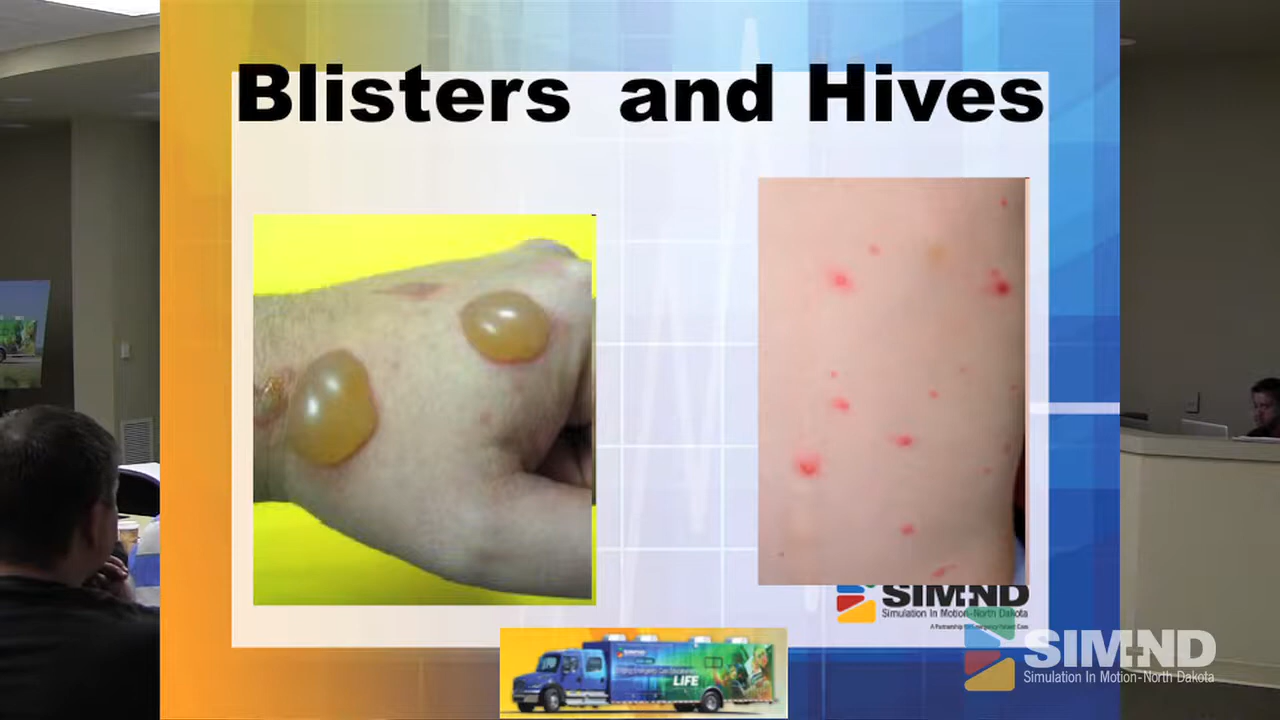 Blisters and Hives
SIM-ND
Simulation In Motion-North Dakota
LIFE
SIM-ND
Simulation In Motion-North Dakota